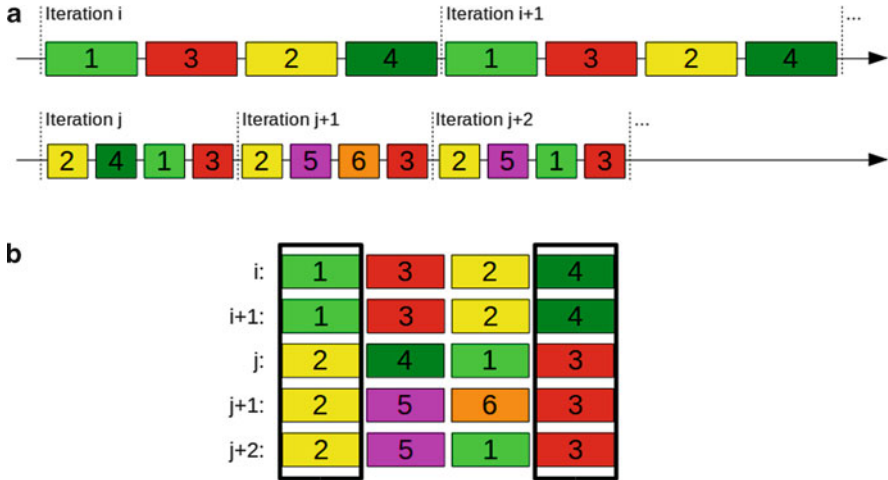 a
Iteration i Iteration i+1 ...
1 3 2 4 1 3 2 4
Iteration j Iteration j+1 Iteration j+2 ...
2 4 1 3 2 5 6 3 2 5 1 3
b
i: 1 3 2 4
i+1: 1 3 2 4
j: 2 4 1 3
j+1: 2 5 6 3
j+2: 2 5 1 3